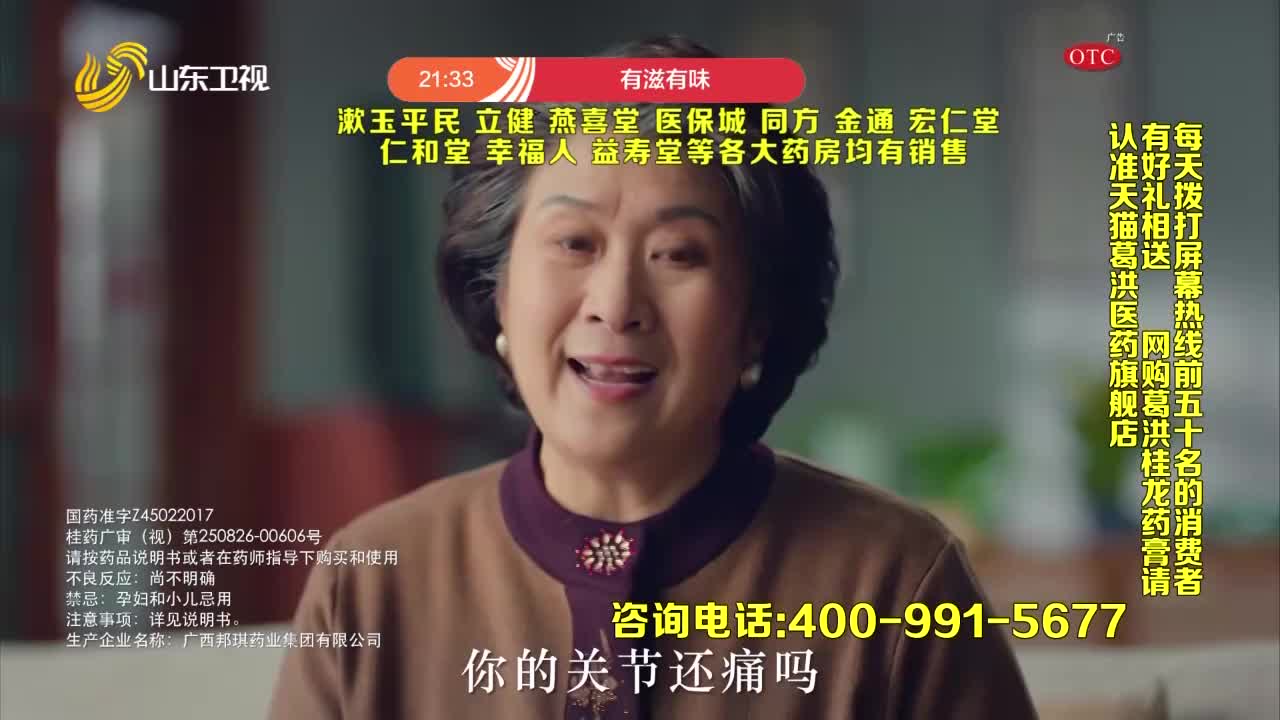 山东卫视
21:33
有滋有味
广告
OTC
漱玉平民 立健 燕喜堂 医保城 同方 金通 宏仁堂
仁和堂 幸福人 益寿堂等各大药房均有销售
每天拨打屏幕热线前五十名的消费者
有好礼相送 网购葛洪桂龙药膏请
认准天猫葛洪医药旗舰店
国药准字Z45022017
桂药广审（视）第250826-00606号
请按药品说明书或者在药师指导下购买和使用
不良反应：尚不明确
禁忌：孕妇和小儿忌用
注意事项：详见说明书。
生产企业名称：广西邦琪药业集团有限公司
咨询电话:400-991-5677
你的关节还痛吗